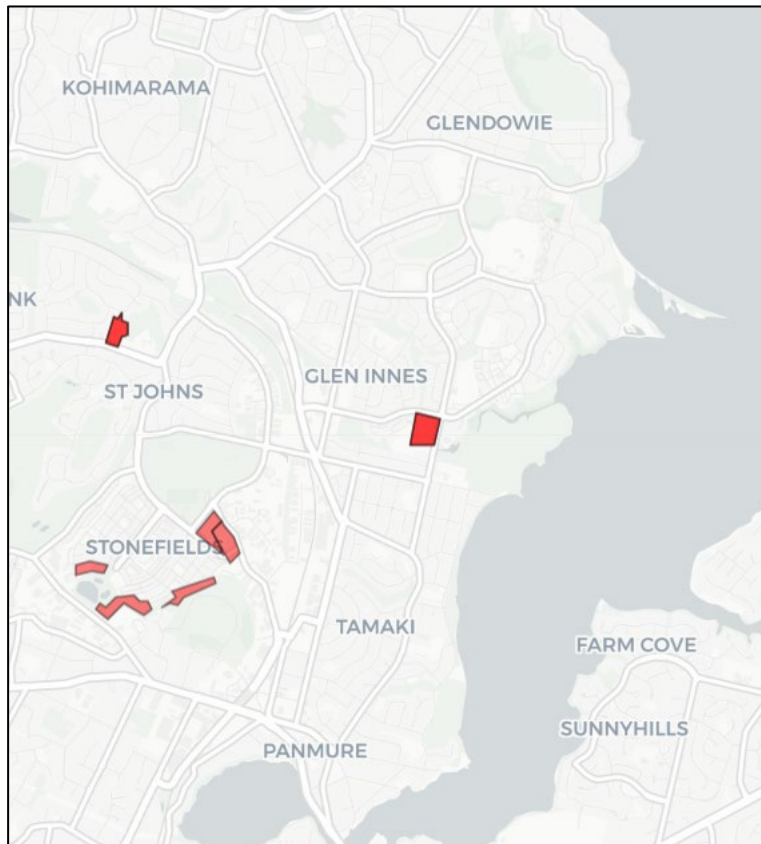 KOHIMARAMA
GLENDOWIE
NK
ST JOHNS
GLEN INNES
STONEFIELDS
TAMAKI
FARM COVE
SUNNYHILLS
PANMURE